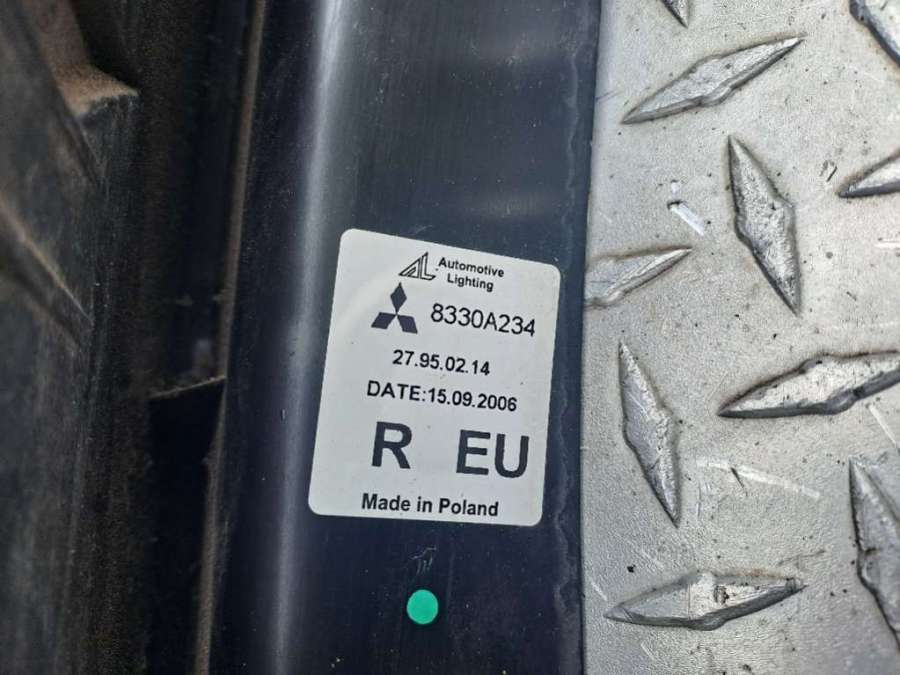 AL Automotive
Lighting
8330A234
27.95.02.14
DATE:15.09.2006
R EU
Made in Poland